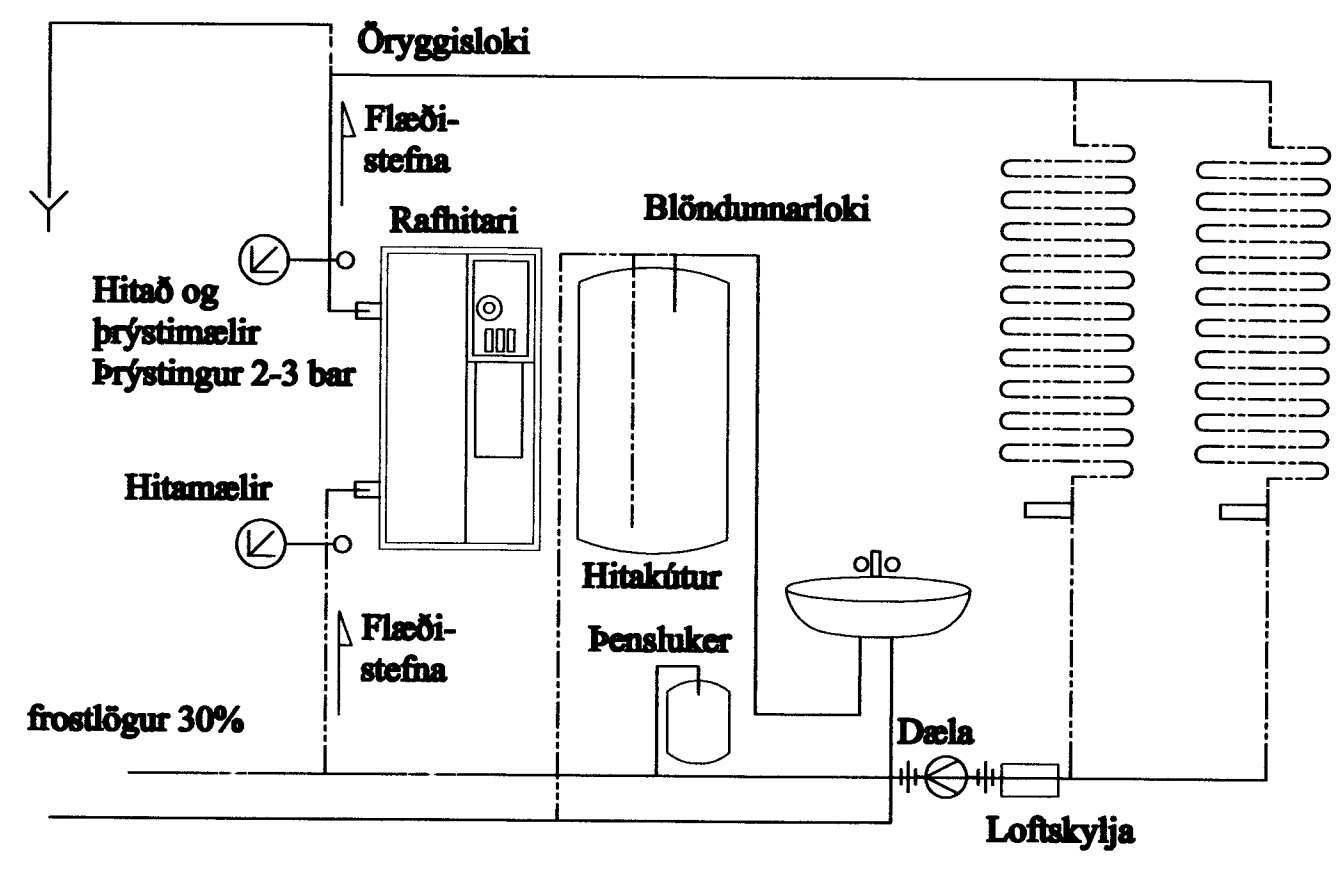 Öryggisloki
Flæði-
stefna
Rafhitari
Blöndunnarloki
Hitað og
þrýstimælir
Þrýstingur 2-3 bar
Hitamælir
Hitakútur
Flæði-
stefna
Þensluker
frostlögur 30%
Dæla
Loftskylja